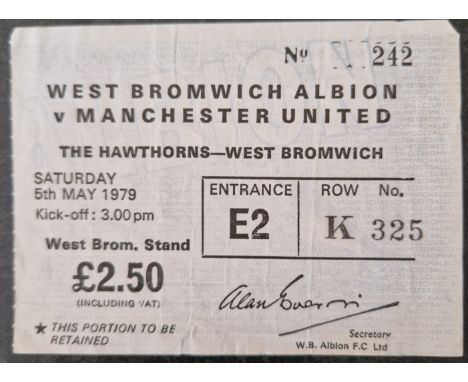 Nº 242
WEST BROMWICH ALBION
v MANCHESTER UNITED
THE HAWTHORNS—WEST BROMWICH
SATURDAY
5th MAY 1979
Kick-off: 3.00 pm
West Brom. Stand
£2.50
(INCLUDING VAT)
★ THIS PORTION TO BE
RETAINED
ENTRANCE
E2
ROW No.
K 325
Secretary
W.B. Albion F.C Ltd